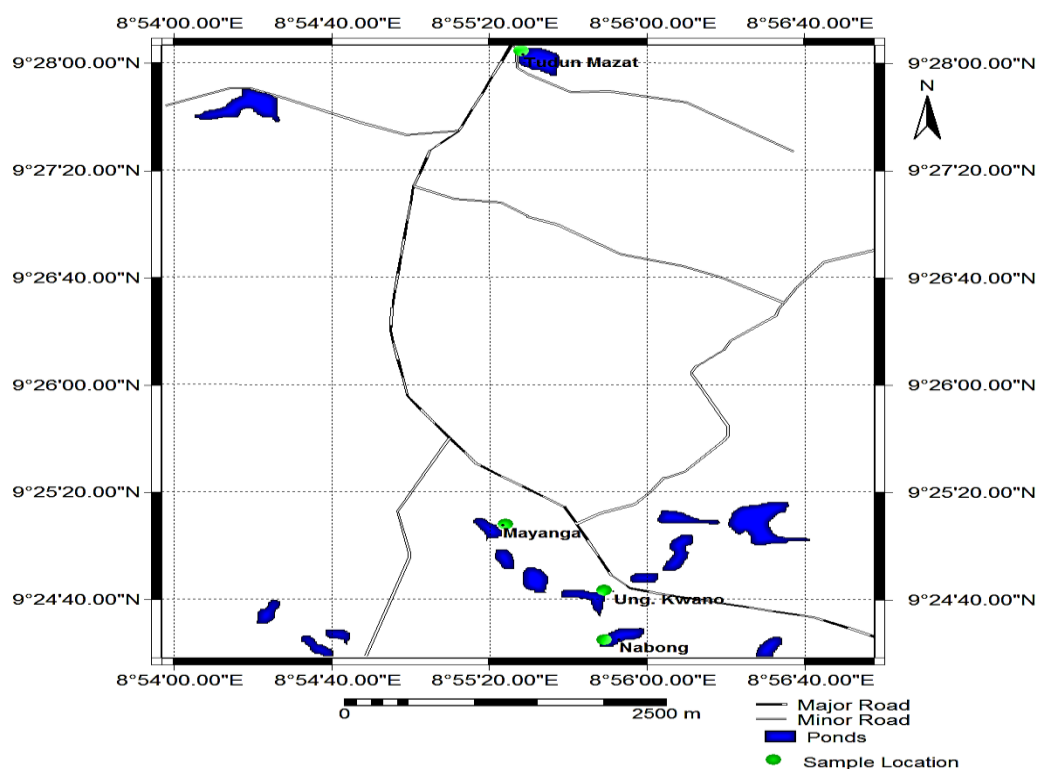 8°54'00.00"E 8°54'40.00"E 8°55'20.00"E 8°56'00.00"E 8°56'40.00"E
9°28'00.00"N Tudun Mazat 9°28'00.00"N
N
9°27'20.00"N 9°27'20.00"N
9°26'40.00"N 9°26'40.00"N
9°26'00.00"N 9°26'00.00"N
9°25'20.00"N 9°25'20.00"N
Mayanga
9°24'40.00"N Ung. Kwano 9°24'40.00"N
Nabong
8°54'00.00"E 8°54'40.00"E 8°55'20.00"E 8°56'00.00"E 8°56'40.00"E
0 2500 m
Major Road
Minor Road
Ponds
Sample Location